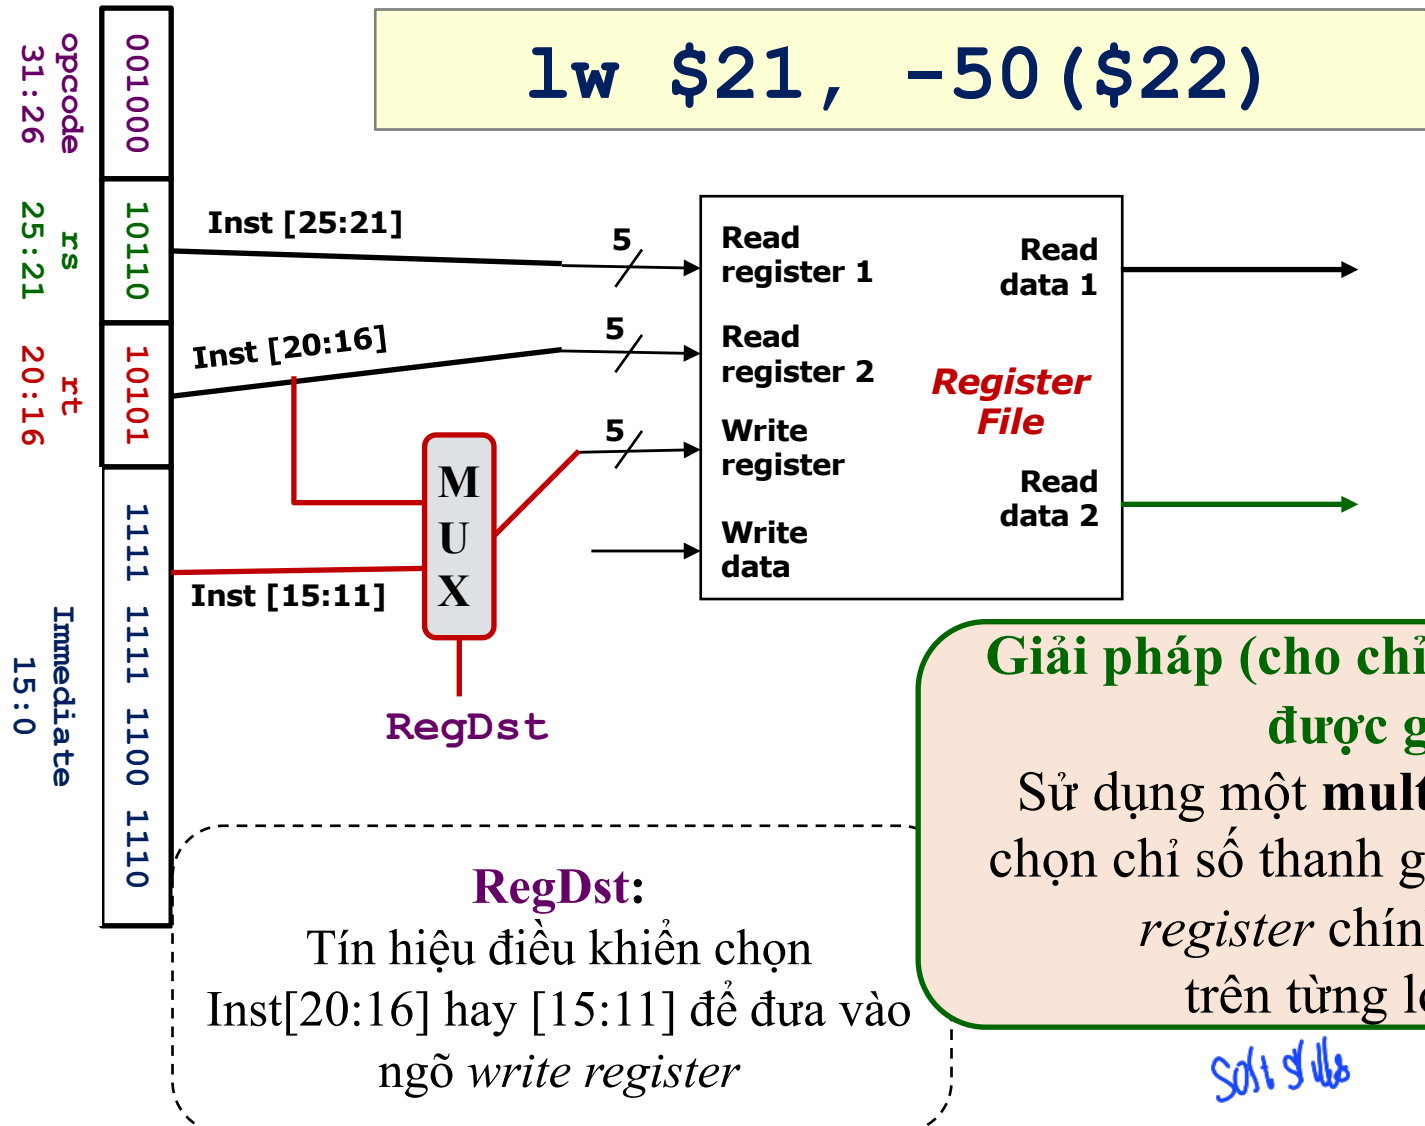 lw $21, -50($22)
opcode
31:26
001000
rs
25:21
10110
rt
20:16
10101
Immediate
15:0
1111 1111 1100 1110
Inst [25:21]
5
Inst [20:16]
5
5
Inst [15:11]
M
U
X
RegDst
Read
register 1
Read
register 2
Write
register
Write
data
Read
data 1
Register
File
Read
data 2
RegDst:
Tín hiệu điều khiển chọn
Inst[20:16] hay [15:11] để đưa vào
ngõ write register
Giải pháp (cho chỉ
được g
Sử dụng một mult
chọn chỉ số thanh g
register chín
trên từng l
Soft skills